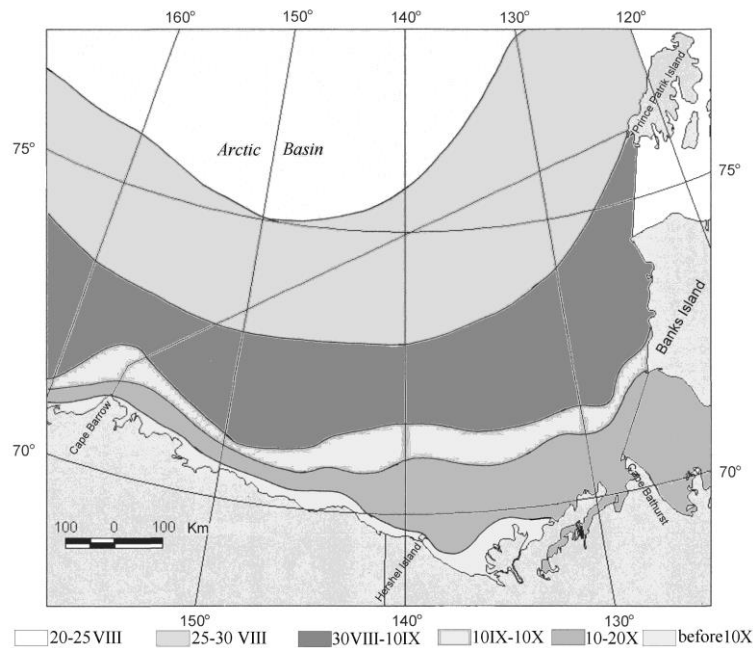 160° 150° 140° 130° 120°
Prince Patrik Island
Arctic Basin
75° 75°
Banks Island
Cape Barrow
70° 70°
Cape Bathurst
100 0 100 Km
Hershel Island
150° 140° 130°
20-25 VIII 25-30 VIII 30VIII-10IX 10IX-10X 10-20X before10X